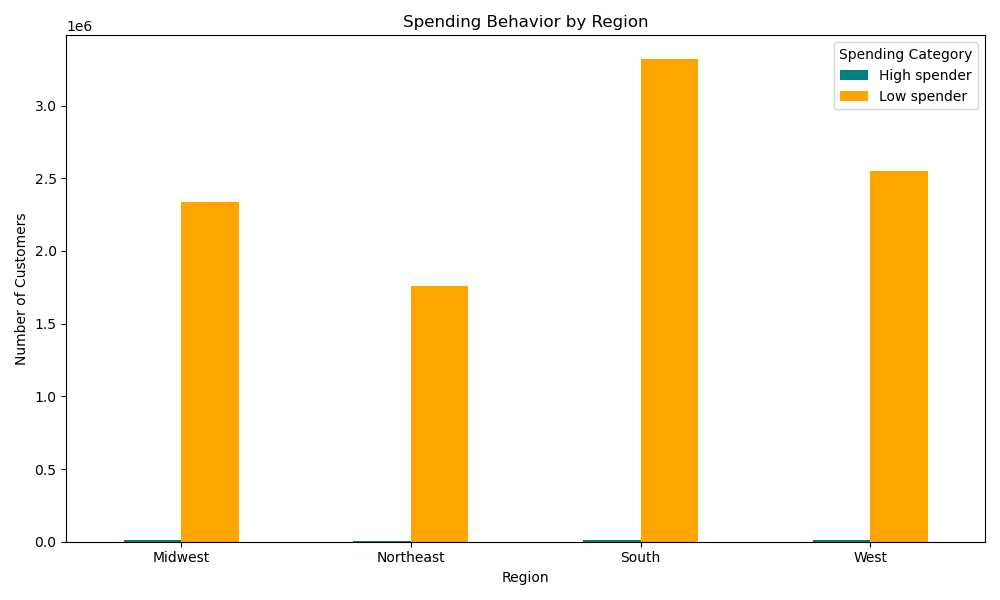 Spending Behavior by Region
1e6
Spending Category
High spender
Low spender
3.0
2.5
2.0
1.5
1.0
0.5
0.0
Number of Customers
Midwest Northeast South West
Region